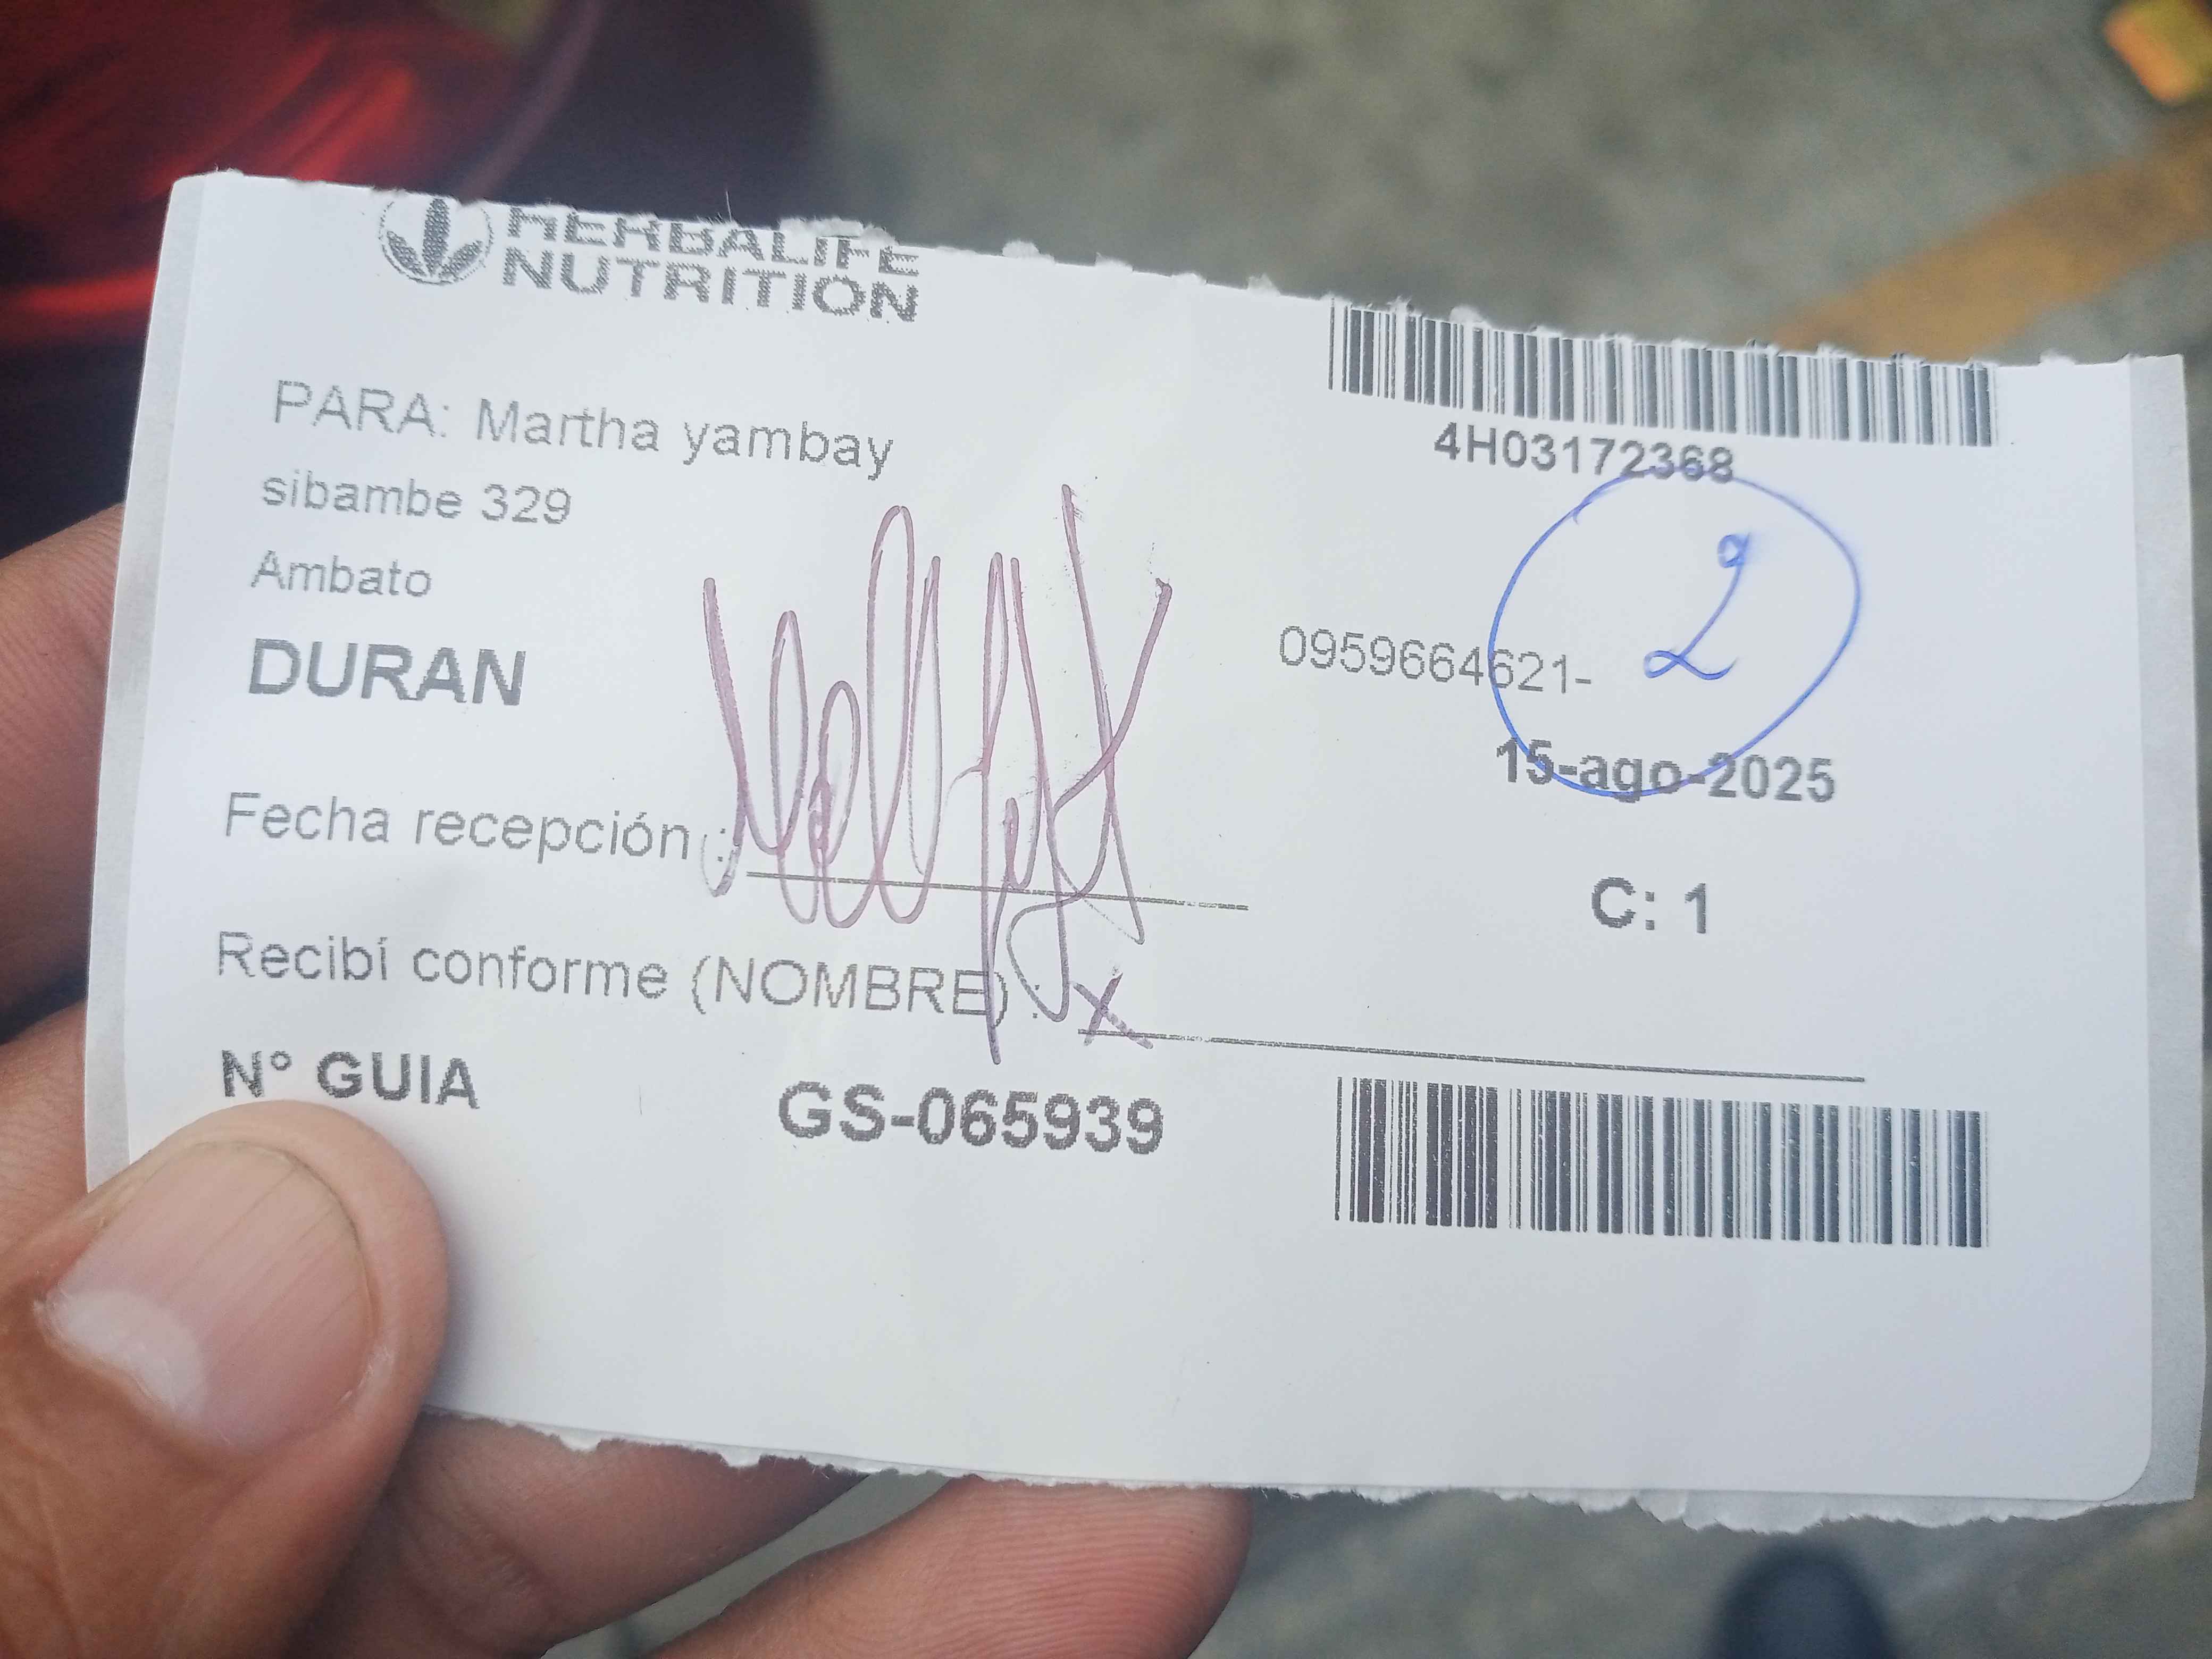 HERBALIFE
NUTRITION
4H03172368
PARA: Martha yambay
sibambe 329
Ambato
2
0959664621-
DURAN
15-ago-2025
Fecha recepción :
C: 1
Recibí conforme (NOMBRE) : x
N° GUIA GS-065939